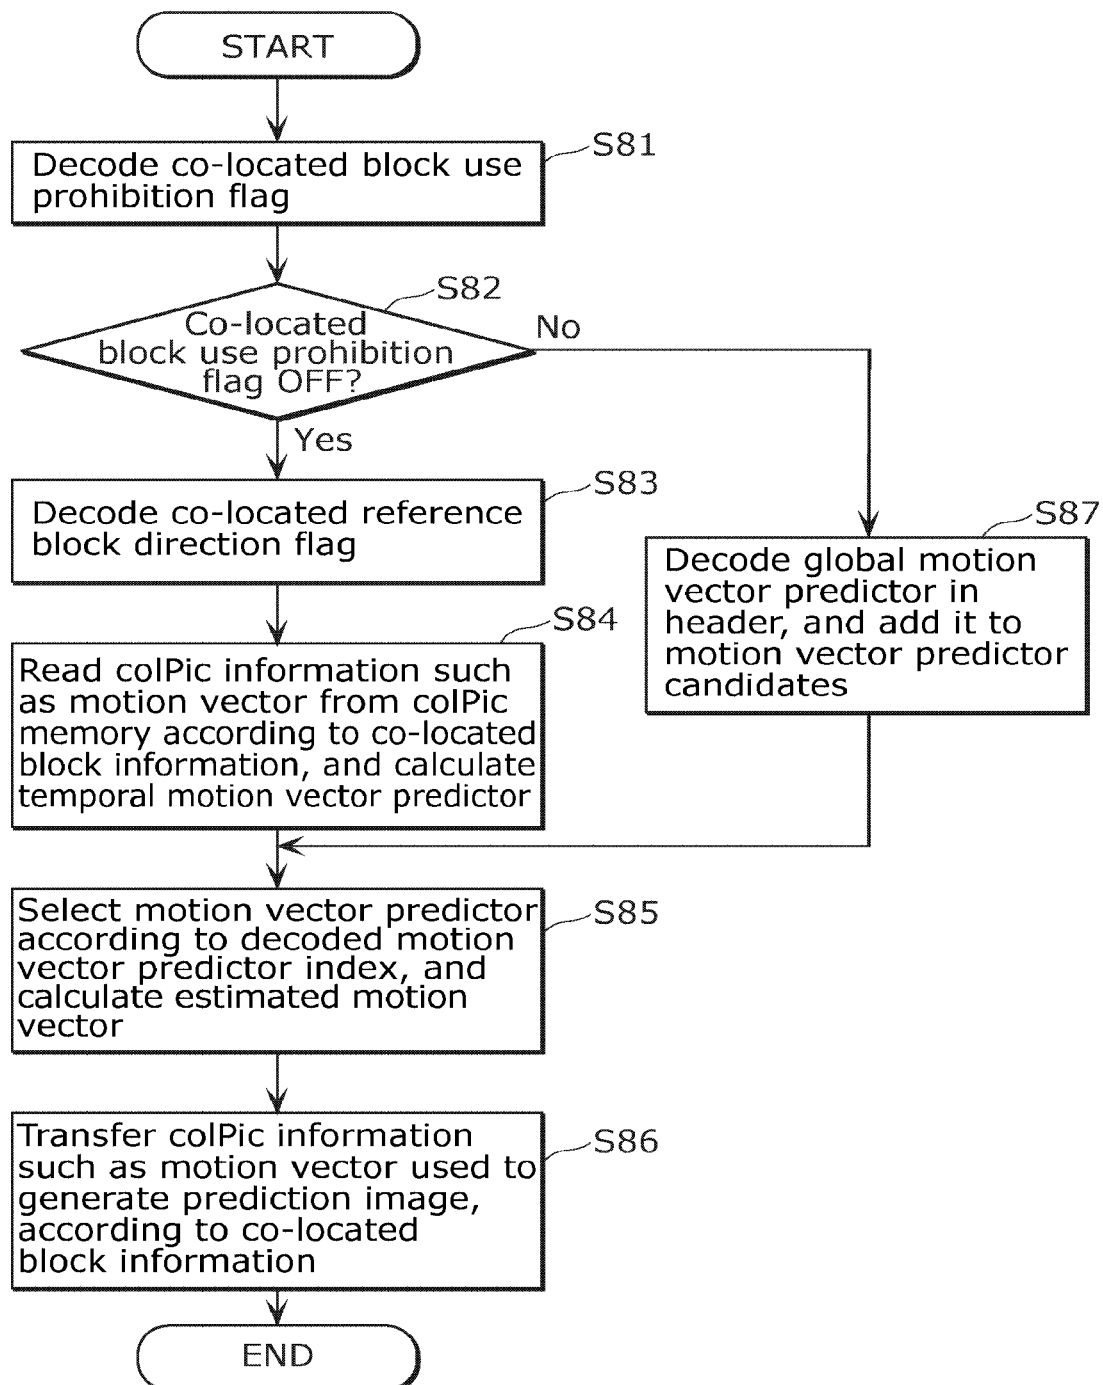 START
S81
Decode co-located block use
prohibition flag
S82
Co-located
block use prohibition
flag OFF?
No
Yes
S83
Decode co-located reference
block direction flag
S87
Decode global motion
vector predictor in
header, and add it to
motion vector predictor
candidates
S84
Read colPic information such
as motion vector from colPic
memory according to co-located
block information, and calculate
temporal motion vector predictor
S85
Select motion vector predictor
according to decoded motion
vector predictor index, and
calculate estimated motion
vector
S86
Transfer colPic information
such as motion vector used to
generate prediction image,
according to co-located
block information
END